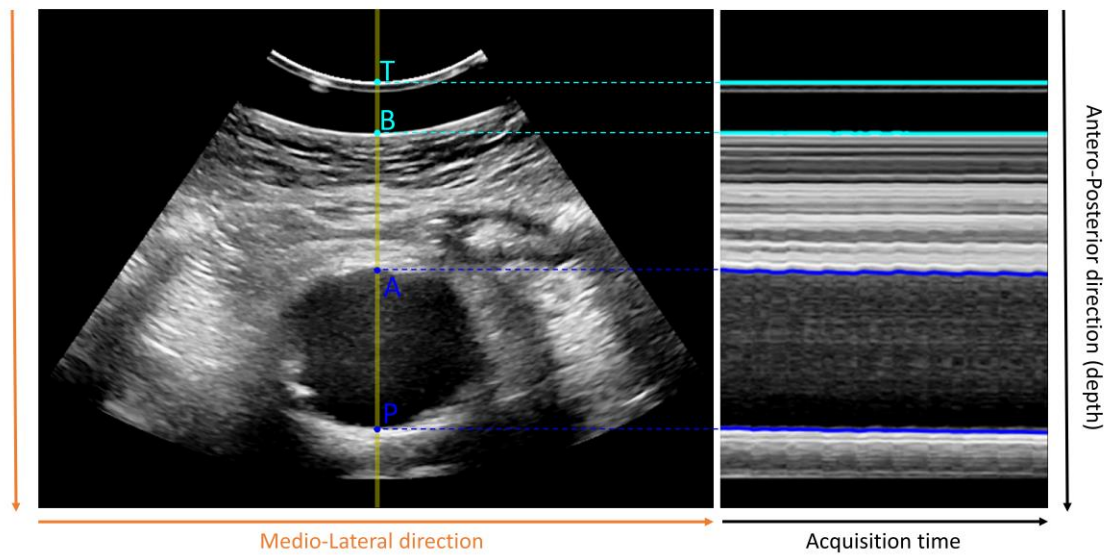 T
B
A
P
Antero-Posterior direction (depth)
Medio-Lateral direction
Acquisition time